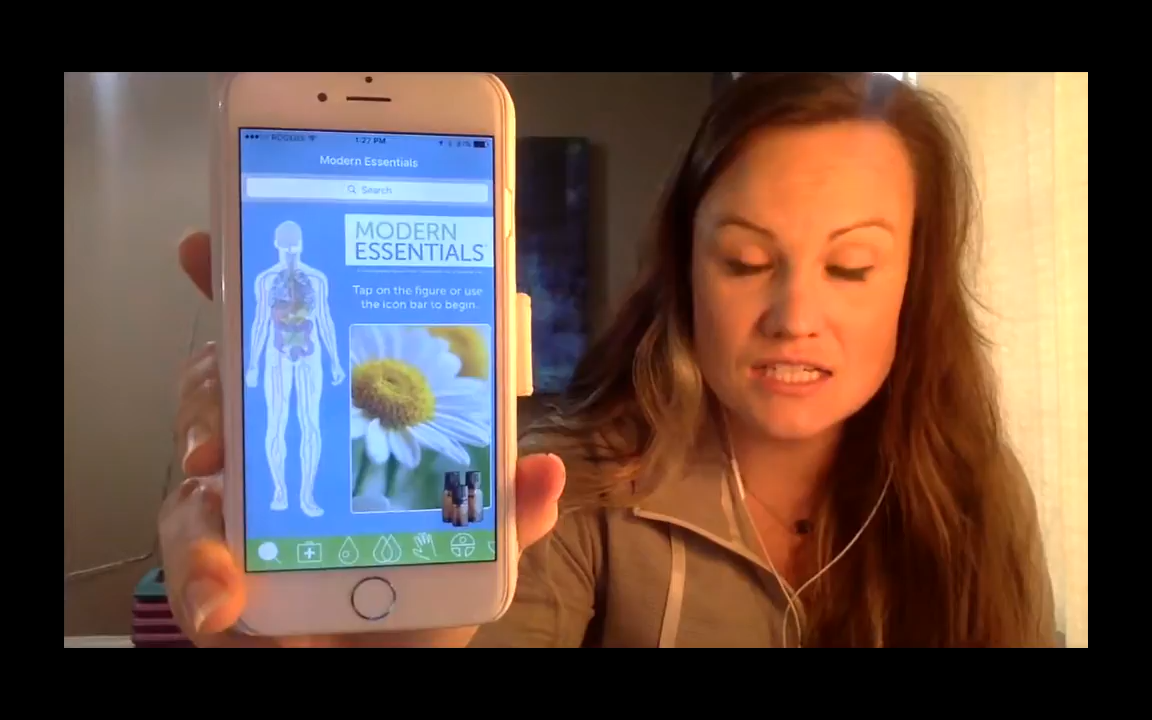 ROGERS 1:27 PM
Modern Essentials
Search
MODERN
ESSENTIALS
Tap on the figure or use
the icon bar to begin.